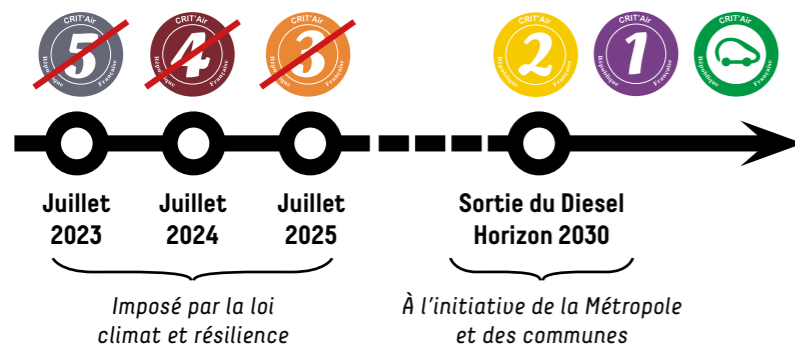 CRIT'Air CRIT'Air CRIT'Air CRIT'Air CRIT'Air CRIT'Air
5 4 3 2 1
République Française République Française République Française République Française République Française République Française
Juillet
2023
Juillet
2024
Juillet
2025
Sortie du Diesel
Horizon 2030
Imposé par la loi
climat et résilience
À l'initiative de la Métropole
et des communes